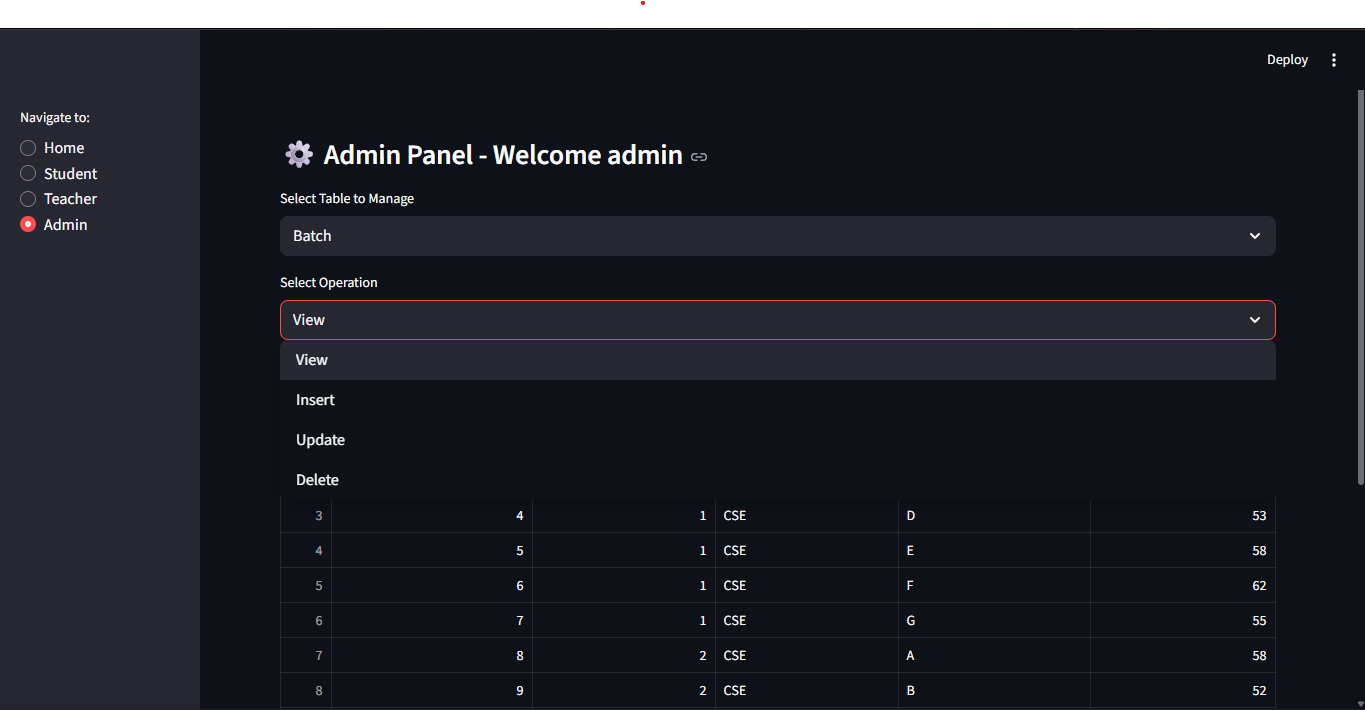 Deploy
Navigate to:
Home
Student
Teacher
Admin
Admin Panel - Welcome admin
Select Table to Manage
Batch
Select Operation
View
View
Insert
Update
Delete
3 4 1 CSE D 53
4 5 1 CSE E 58
5 6 1 CSE F 62
6 7 1 CSE G 55
7 8 2 CSE A 58
8 9 2 CSE B 52